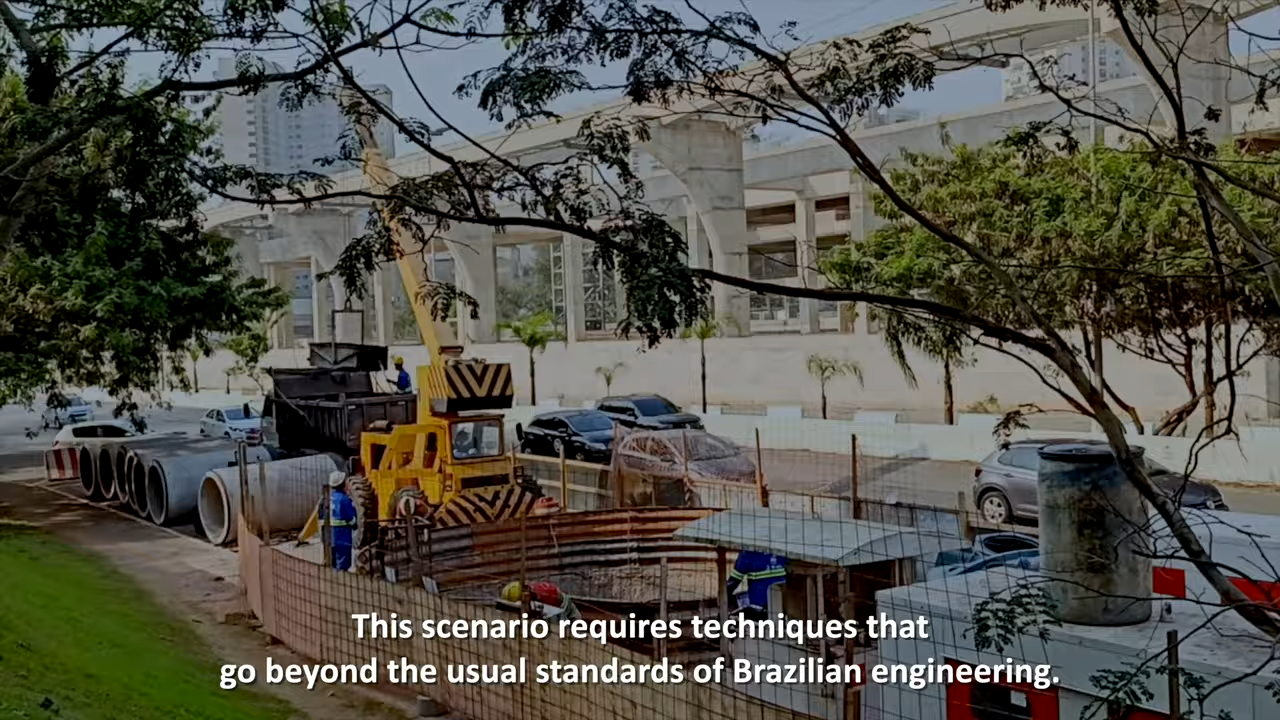 This scenario requires techniques that
go beyond the usual standards of Brazilian engineering.